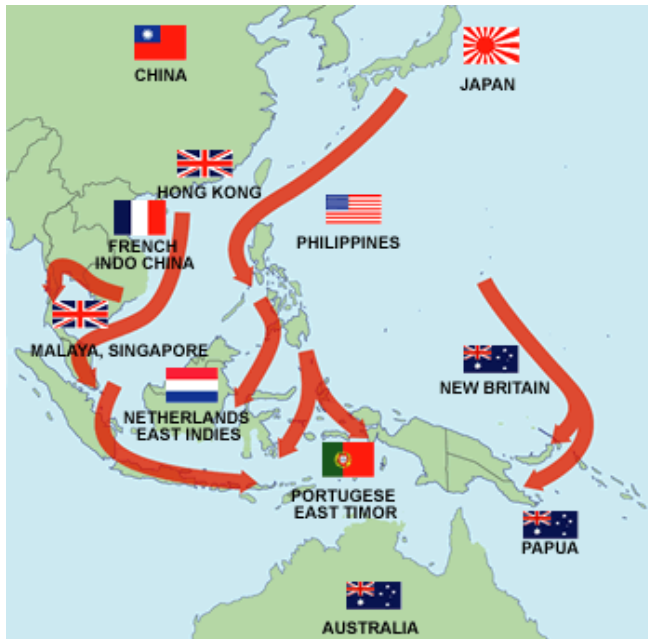 CHINA
JAPAN
HONG KONG
PHILIPPINES
FRENCH
INDO CHINA
MALAYA, SINGAPORE
NEW BRITAIN
NETHERLANDS
EAST INDIES
PORTUGESE
EAST TIMOR
PAPUA
AUSTRALIA